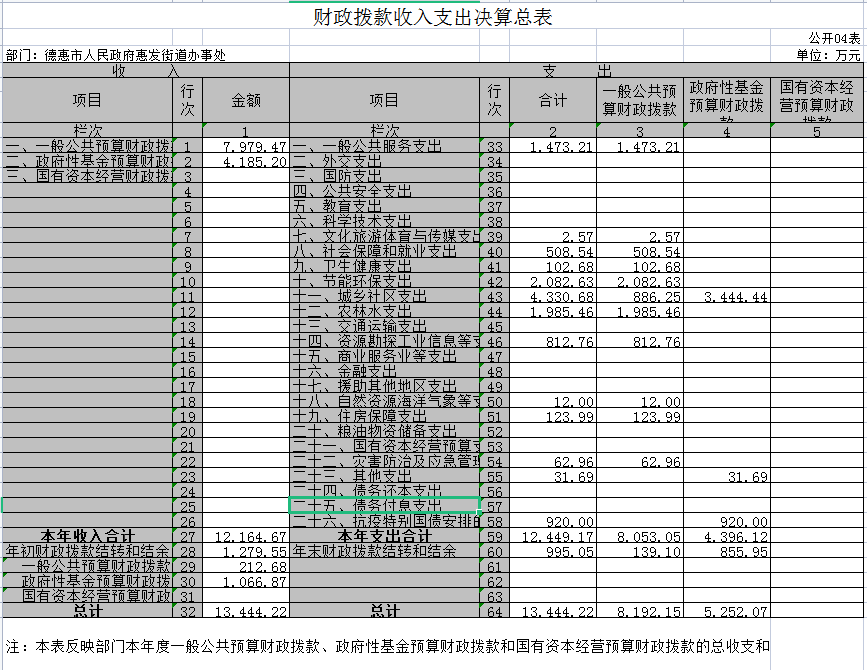 财政拨款收入支出决算总表
公开04表
部门：德惠市人民政府惠发街道办事处 单位：万元
收 入 支 出
项目 行次 金额 项目 行次 合计 一般公共预算财政拨款 政府性基金预算财政拨 国有资本经营预算财政
栏次 1 栏次 2 3 4 5
一、一般公共预算财政拨 1 7,979.47 一、一般公共服务支出 33 1,473.21 1,473.21
二、政府性基金预算财政 2 4,185.20 二、外交支出 34
三、国有资本经营财政拨 3 三、国防支出 35
4 四、公共安全支出 36
5 五、教育支出 37
6 六、科学技术支出 38
7 七、文化旅游体育与传媒支出 39 2.57 2.57
8 八、社会保障和就业支出 40 508.54 508.54
9 九、卫生健康支出 41 102.68 102.68
10 十、节能环保支出 42 2,082.63 2,082.63
11 十一、城乡社区支出 43 4,330.68 886.25 3,444.44
12 十二、农林水支出 44 1,985.46 1,985.46
13 十三、交通运输支出 45
14 十四、资源勘探工业信息等支 46 812.76 812.76
15 十五、商业服务业等支出 47
16 十六、金融支出 48
17 十七、援助其他地区支出 49
18 十八、自然资源海洋气象等支 50 12.00 12.00
19 十九、住房保障支出 51 123.99 123.99
20 二十、粮油物资储备支出 52
21 二十一、国有资本经营预算支 53
22 二十二、灾害防治及应急管理 54 62.96 62.96
23 二十三、其他支出 55 31.69 31.69
24 二十四、债务还本支出 56
25 二十五、债务付息支出 57
26 二十六、抗疫特别国债安排的 58 920.00 920.00
本年收入合计 27 12,164.67 本年支出合计 59 12,449.17 8,053.05 4,396.12
年初财政拨款结转和结余 28 1,279.55 年末财政拨款结转和结余 60 995.05 139.10 855.95
一般公共预算财政拨款 29 212.68 61
政府性基金预算财政拨 30 1,066.87 62
国有资本经营预算财政 31 63
总计 32 13,444.22 总计 64 13,444.22 8,192.15 5,252.07
注：本表反映部门本年度一般公共预算财政拨款、政府性基金预算财政拨款和国有资本经营预算财政拨款的总收支和